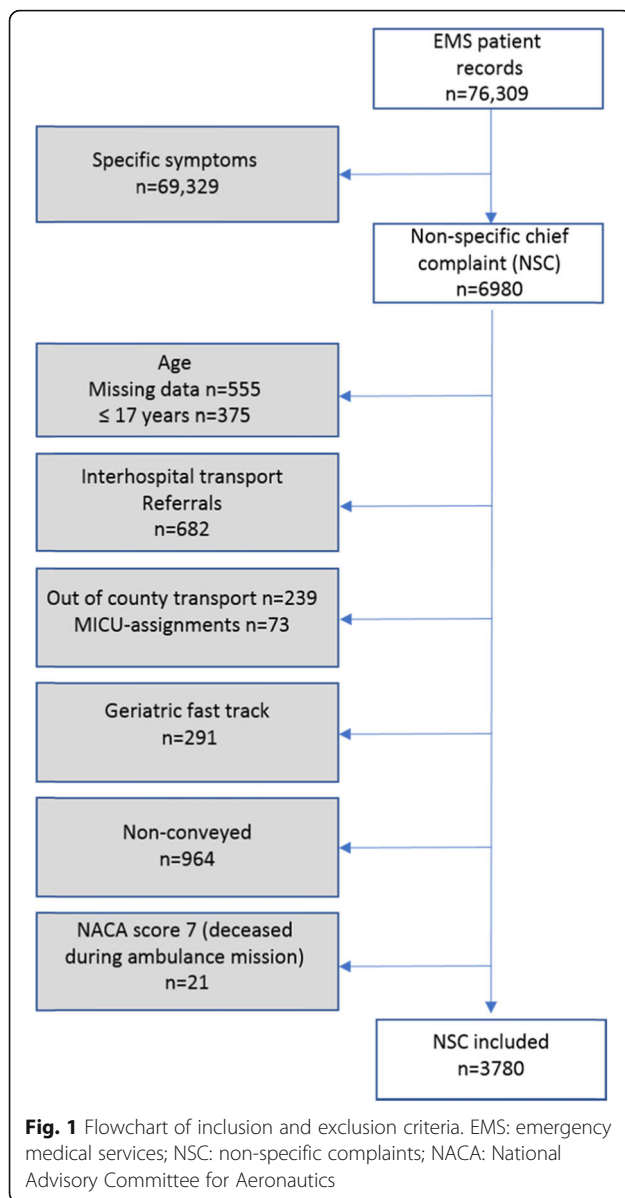 EMS patient
records
n=76,309
Specific symptoms
n=69,329
Non-specific chief
complaint (NSC)
n=6980
Age
Missing data n=555
≤ 17 years n=375
Interhospital transport
Referrals
n=682
Out of county transport n=239
MICU-assignments n=73
Geriatric fast track
n=291
Non-conveyed
n=964
NACA score 7 (deceased
during ambulance mission)
n=21
NSC included
n=3780
Fig. 1 Flowchart of inclusion and exclusion criteria. EMS: emergency
medical services; NSC: non-specific complaints; NACA: National
Advisory Committee for Aeronautics